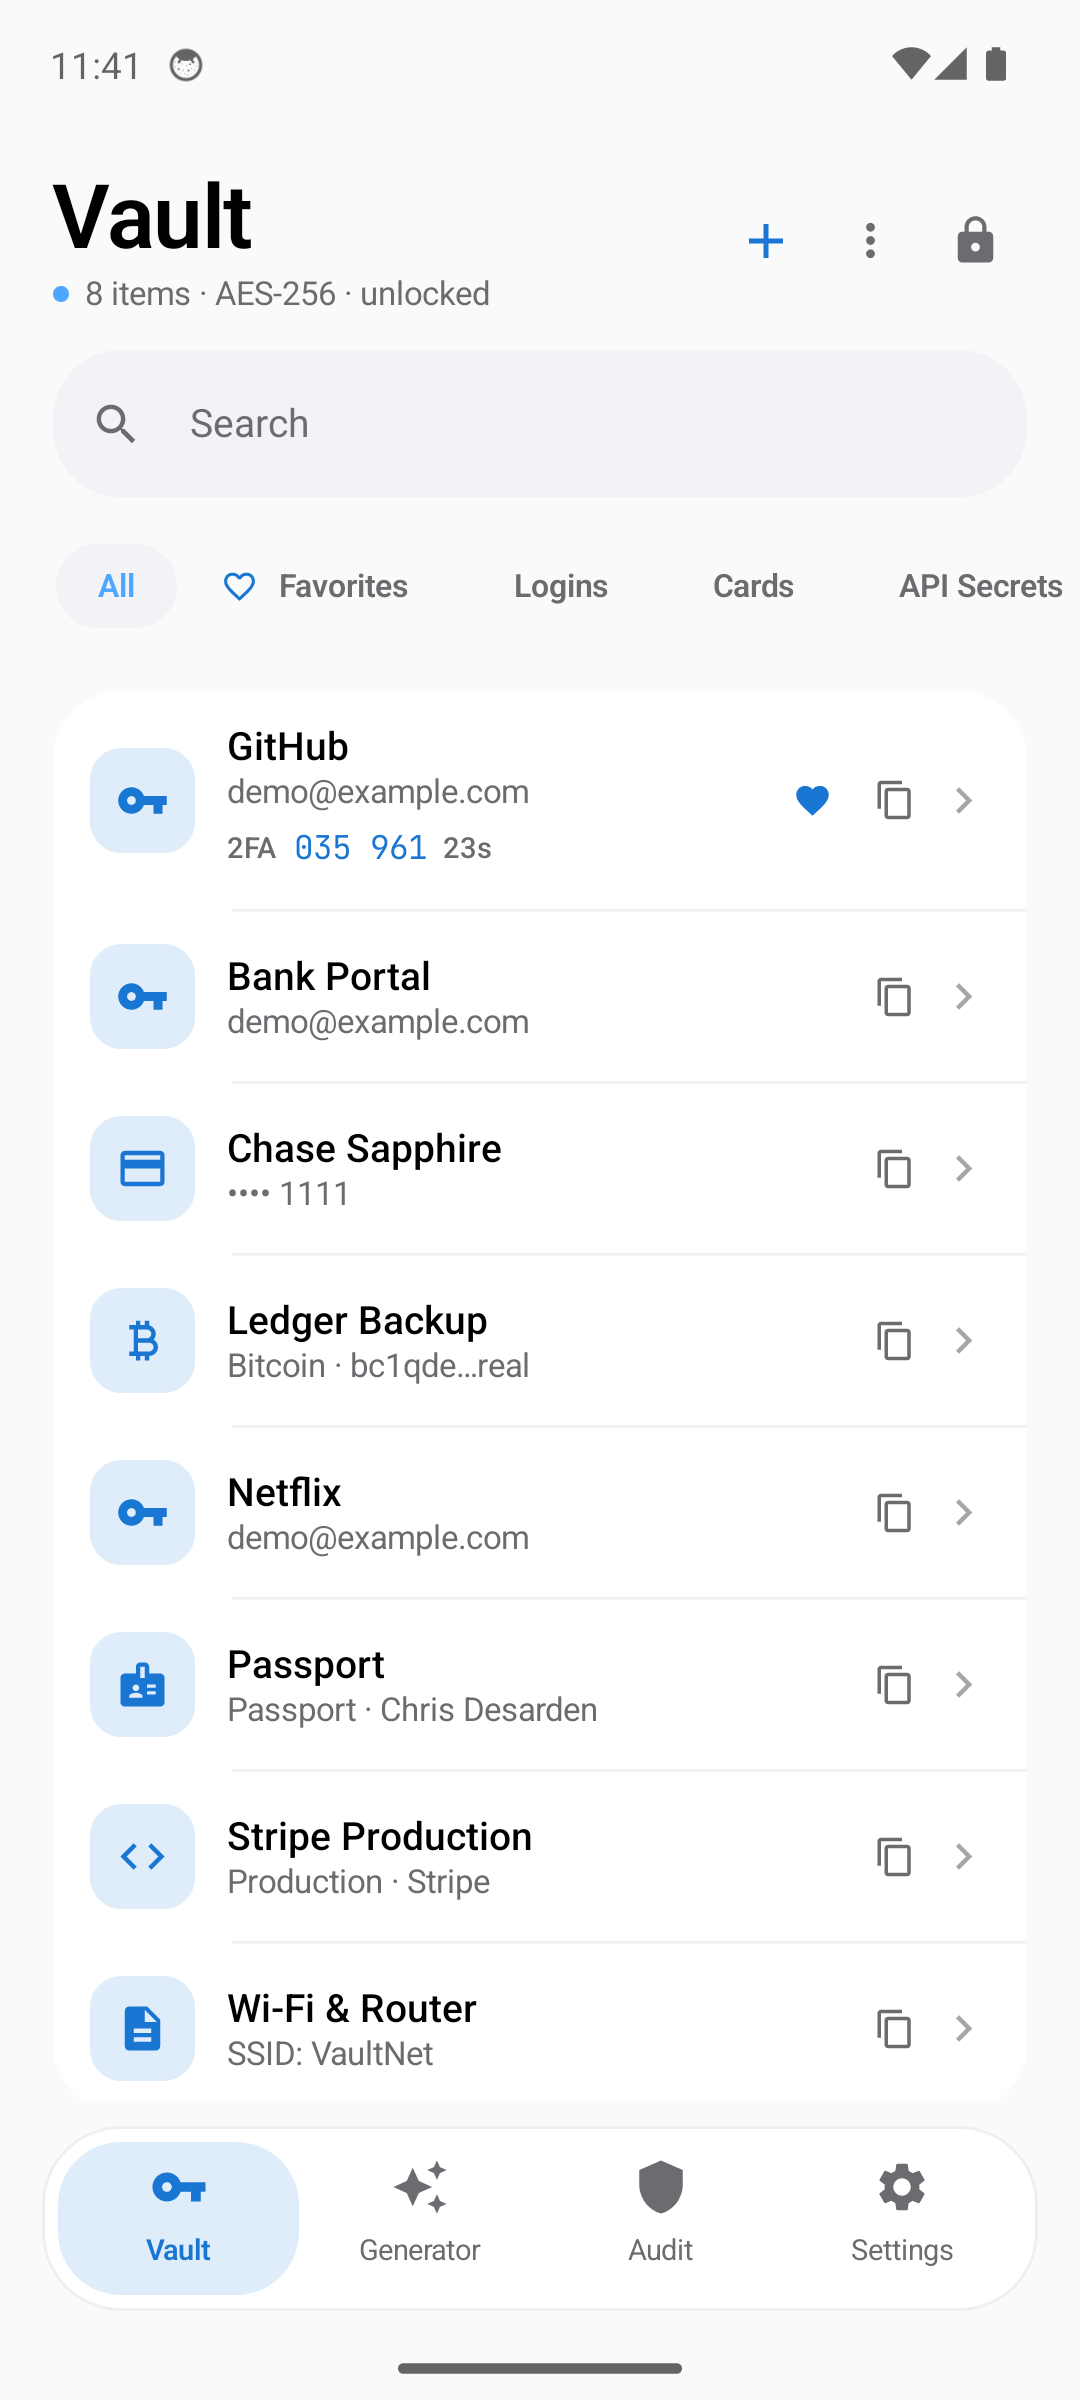 11:41
Vault
8 items · AES-256 · unlocked
Search
All
Favorites
Logins
Cards
API Secrets
GitHub
demo@example.com
2FA 035 961 23s
Bank Portal
demo@example.com
Chase Sapphire
•••• 1111
Ledger Backup
Bitcoin · bc1qde…real
Netflix
demo@example.com
Passport
Passport · Chris Desarden
Stripe Production
Production · Stripe
Wi-Fi & Router
SSID: VaultNet
Vault
Generator
Audit
Settings